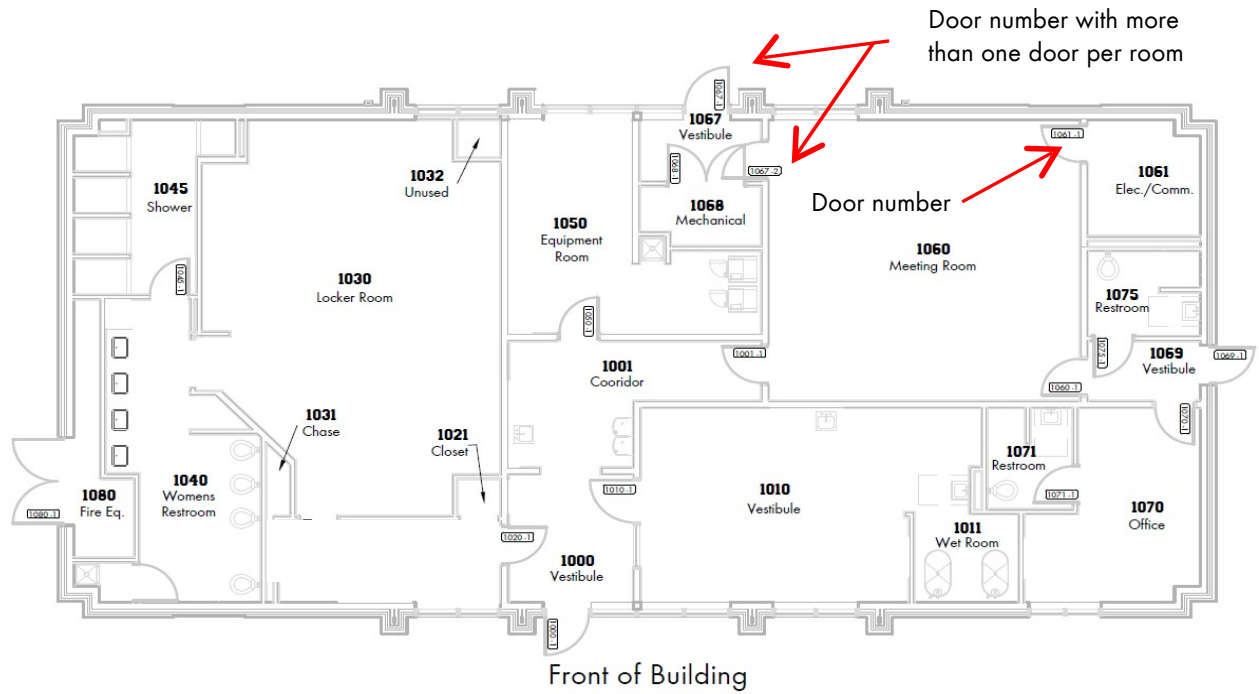 Door number with more
than one door per room
1067-1
1067
Vestibule
1061 -1
1032
Unused
1068-1
1067 -2
1061
Elec./Comm.
1045
Shower
Door number
1068
Mechanical
1050
Equipment
Room
1060
Meeting Room
1045-1
1030
Locker Room
1075
Restroom
1050-1
1001 -1
1075-1
1069
Vestibule
1069-1
1001
Cooridor
1060 -1
1031
Chase
1070-1
1021
Closet
1071
Restroom
1040
Womens
Restroom
1080
Fire Eq.
1010 -1
1010
Vestibule
1071 -1
1070
Office
1080 -1
1020 -1
1011
Wet Room
1000
Vestibule
1000-1
Front of Building